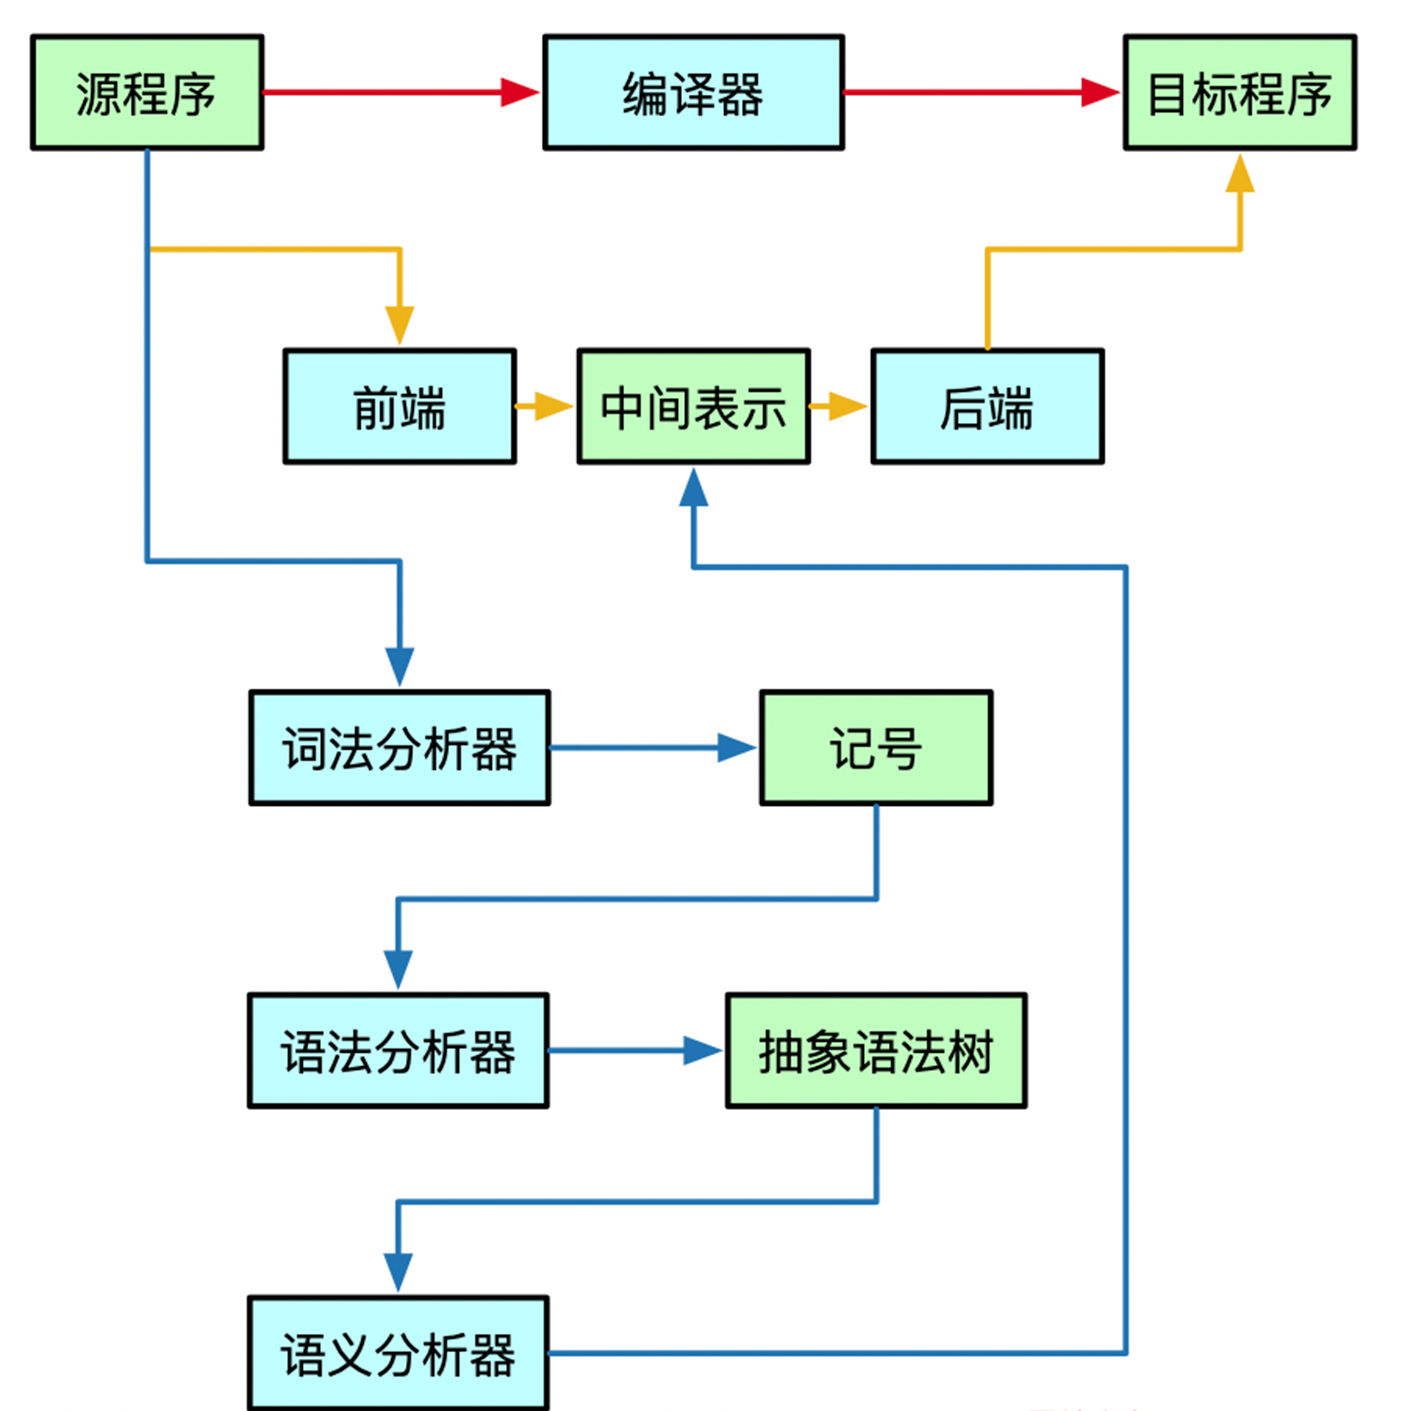 源程序
编译器
目标程序
前端
中间表示
后端
词法分析器
记号
语法分析器
抽象语法树
语义分析器